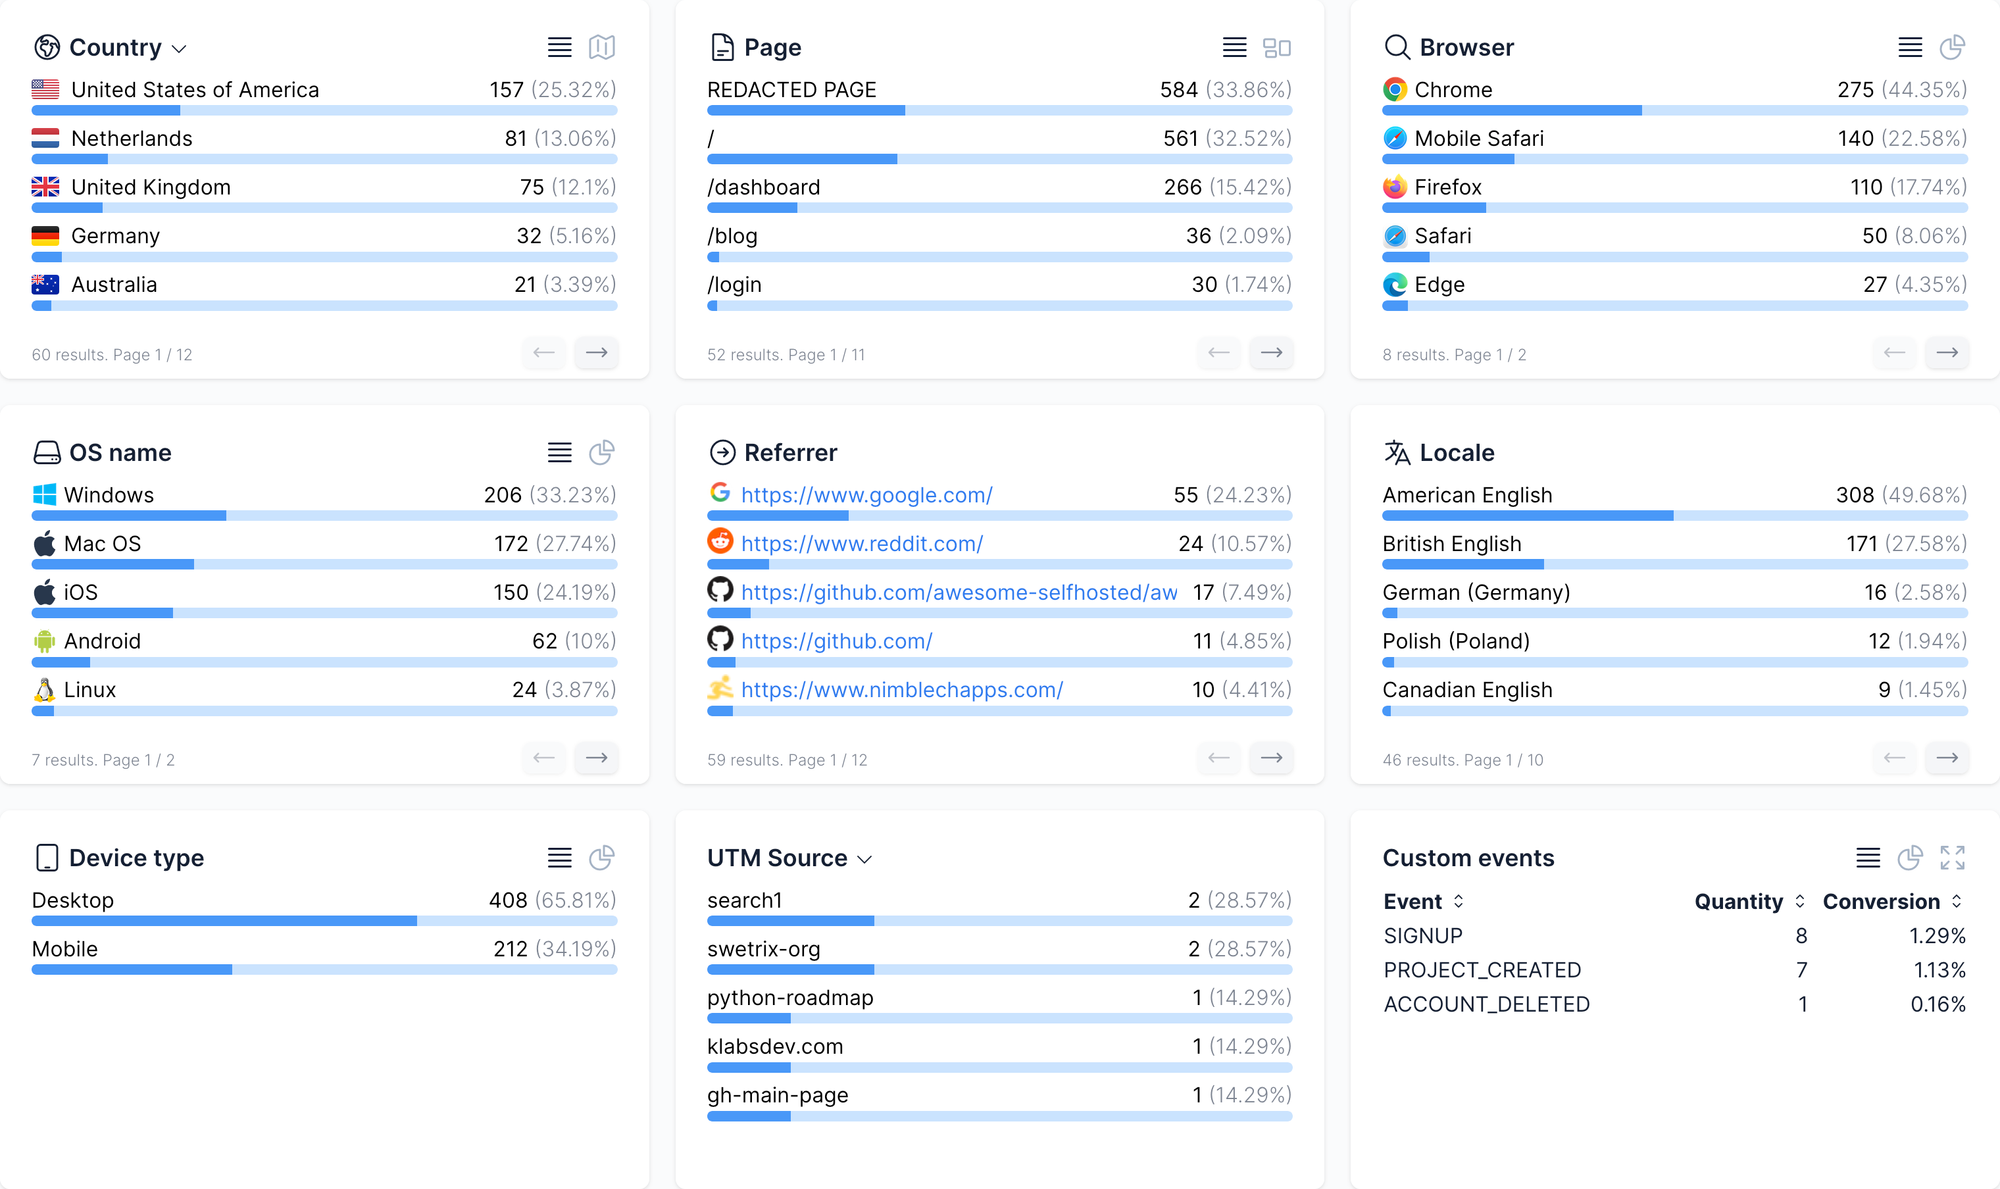 Country
United States of America 157 (25.32%)
Netherlands 81 (13.06%)
United Kingdom 75 (12.1%)
Germany 32 (5.16%)
Australia 21 (3.39%)
60 results. Page 1 / 12
Page
REDACTED PAGE 584 (33.86%)
/ 561 (32.52%)
/dashboard 266 (15.42%)
/blog 36 (2.09%)
/login 30 (1.74%)
52 results. Page 1 / 11
Browser
Chrome 275 (44.35%)
Mobile Safari 140 (22.58%)
Firefox 110 (17.74%)
Safari 50 (8.06%)
Edge 27 (4.35%)
8 results. Page 1 / 2
OS name
Windows 206 (33.23%)
Mac OS 172 (27.74%)
iOS 150 (24.19%)
Android 62 (10%)
Linux 24 (3.87%)
7 results. Page 1 / 2
Referrer
https://www.google.com/ 55 (24.23%)
https://www.reddit.com/ 24 (10.57%)
https://github.com/awesome-selfhosted/aw 17 (7.49%)
https://github.com/ 11 (4.85%)
https://www.nimblechapps.com/ 10 (4.41%)
59 results. Page 1 / 12
Locale
American English 308 (49.68%)
British English 171 (27.58%)
German (Germany) 16 (2.58%)
Polish (Poland) 12 (1.94%)
Canadian English 9 (1.45%)
46 results. Page 1 / 10
Device type
Desktop 408 (65.81%)
Mobile 212 (34.19%)
UTM Source
search1 2 (28.57%)
swetrix-org 2 (28.57%)
python-roadmap 1 (14.29%)
klabsdev.com 1 (14.29%)
gh-main-page 1 (14.29%)
Custom events
Event Quantity Conversion
SIGNUP 8 1.29%
PROJECT_CREATED 7 1.13%
ACCOUNT_DELETED 1 0.16%